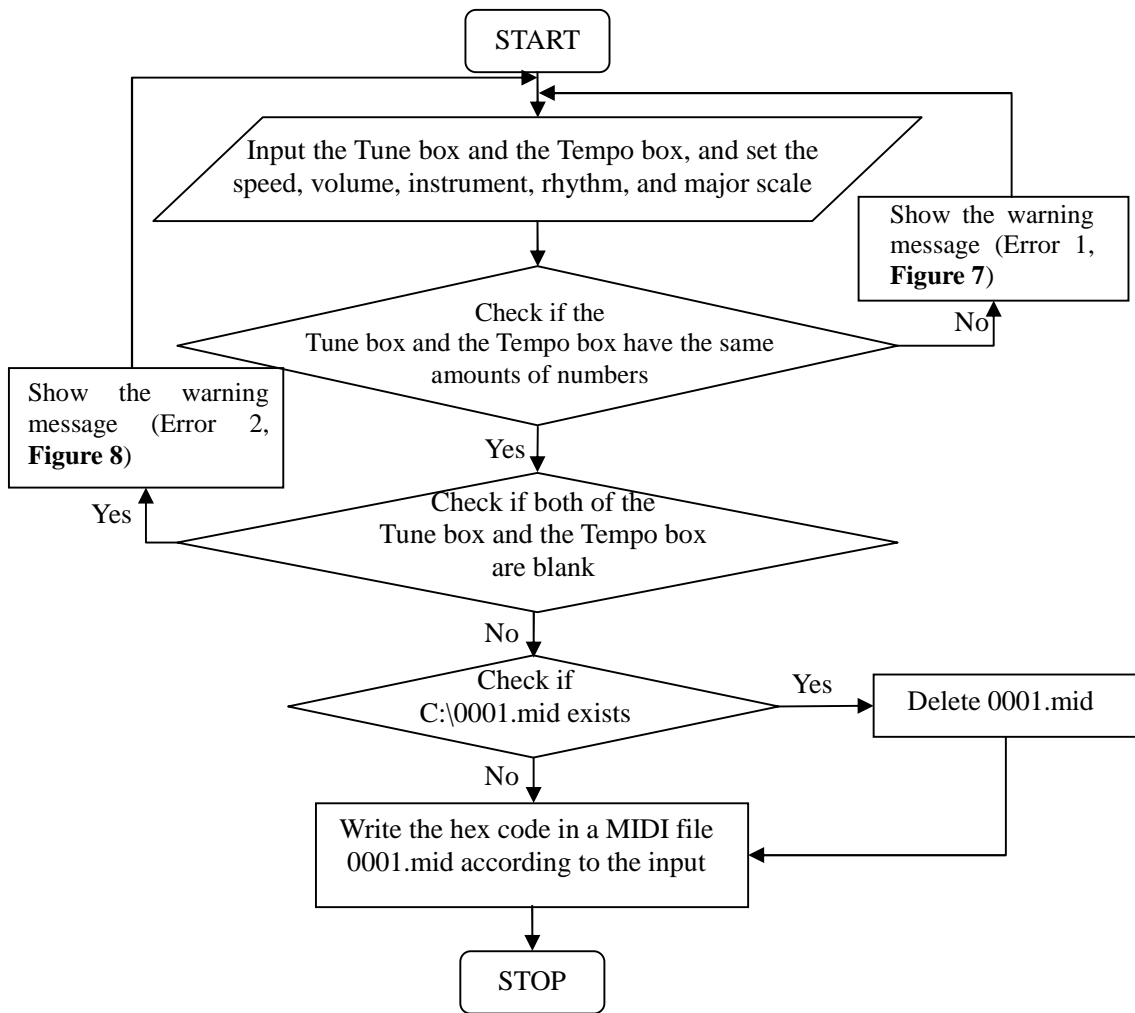 START
Input the Tune box and the Tempo box, and set the
speed, volume, instrument, rhythm, and major scale
Show the warning
message (Error 1,
Figure 7)
No
Check if the
Tune box and the Tempo box have the same
amounts of numbers
Show the warning
message (Error 2,
Figure 8)
Yes
Yes
Check if both of the
Tune box and the Tempo box
are blank
No
Check if
C:\0001.mid exists
Yes
Delete 0001.mid
No
Write the hex code in a MIDI file
0001.mid according to the input
STOP